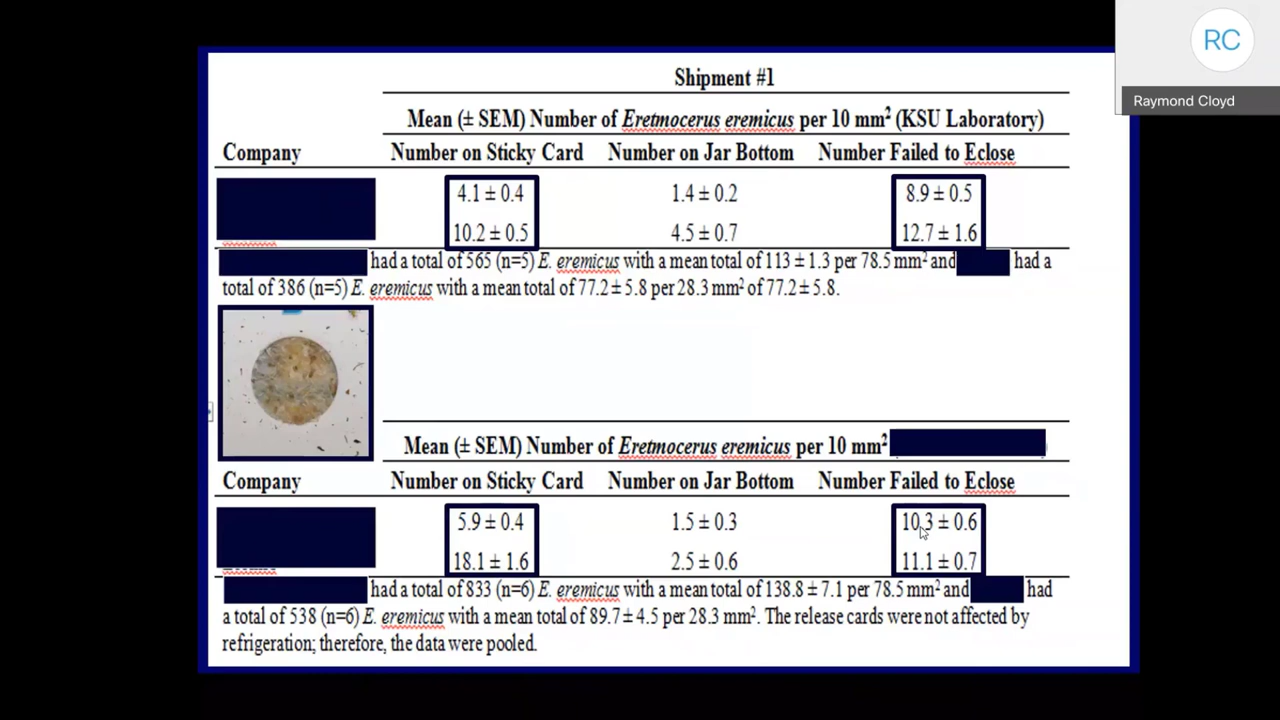 RC
Raymond Cloyd
Shipment #1
Mean (± SEM) Number of Eretmocerus eremicus per 10 mm² (KSU Laboratory)
Company Number on Sticky Card Number on Jar Bottom Number Failed to Eclose
4.1 ± 0.4 1.4 ± 0.2 8.9 ± 0.5
10.2 ± 0.5 4.5 ± 0.7 12.7 ± 1.6
had a total of 565 (n=5) E. eremicus with a mean total of 113 ± 1.3 per 78.5 mm² and had a
total of 386 (n=5) E. eremicus with a mean total of 77.2 ± 5.8 per 28.3 mm² of 77.2 ± 5.8.
Mean (± SEM) Number of Eretmocerus eremicus per 10 mm²
Company Number on Sticky Card Number on Jar Bottom Number Failed to Eclose
5.9 ± 0.4 1.5 ± 0.3 10.3 ± 0.6
18.1 ± 1.6 2.5 ± 0.6 11.1 ± 0.7
had a total of 833 (n=6) E. eremicus with a mean total of 138.8 ± 7.1 per 78.5 mm² and had
a total of 538 (n=6) E. eremicus with a mean total of 89.7 ± 4.5 per 28.3 mm². The release cards were not affected by
refrigeration; therefore, the data were pooled.